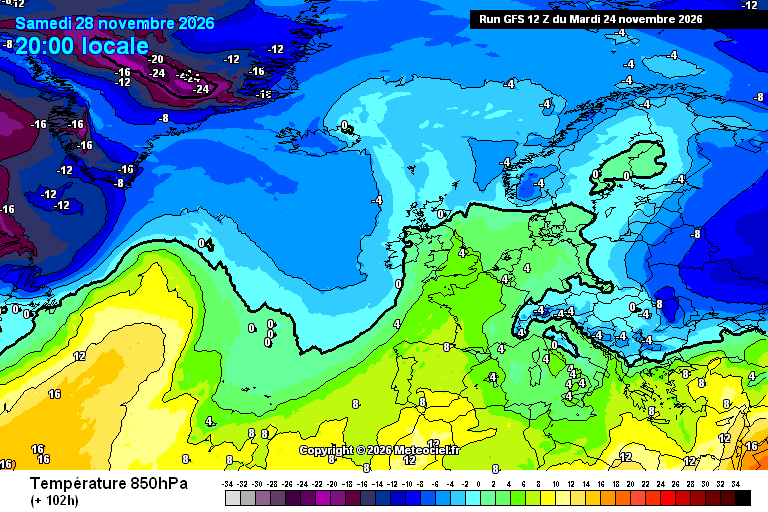 Samedi 28 novembre 2026
20:00 locale
Run GFS 12 Z du Mardi 24 novembre 2026
Copyright © 2026 Meteociel.fr
Température 850hPa
(+ 102h)
-34 -32 -30 -28 -26 -24 -22 -20 -18 -16 -14 -12 -10 -8 -6 -4 -2 0 2 4 6 8 10 12 14 16 18 20 22 24 26 28 30 32 34